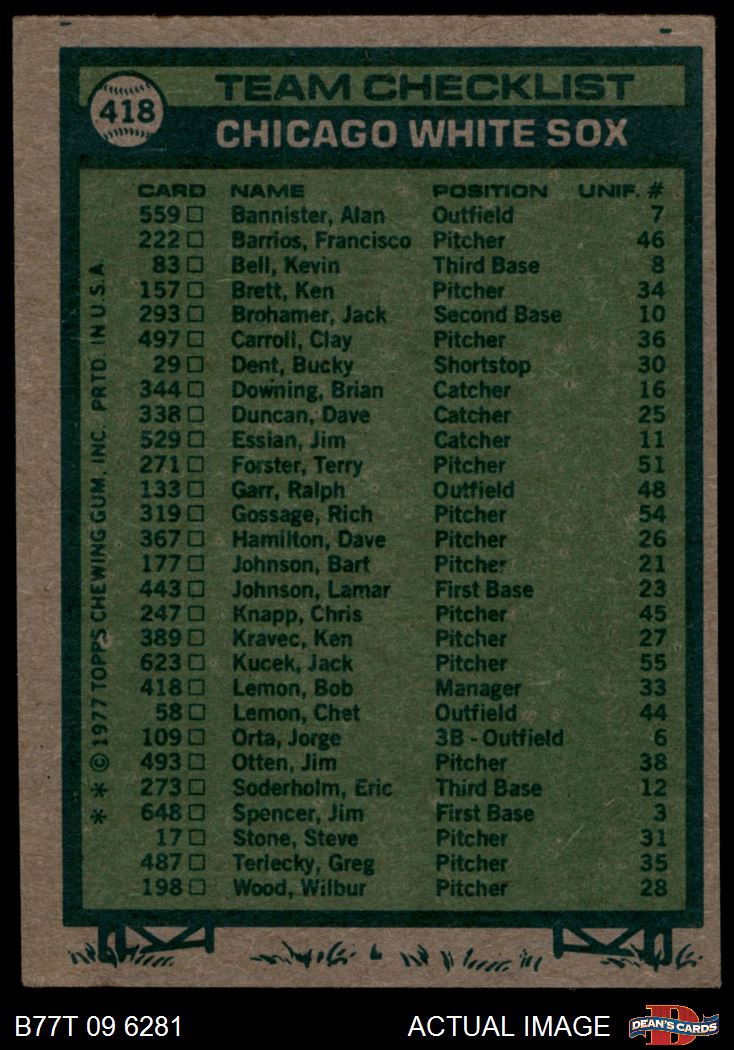 418
TEAM CHECKLIST
CHICAGO WHITE SOX
CARD NAME POSITION UNIF. #
559 Bannister, Alan Outfield 7
222 Barrios, Francisco Pitcher 46
83 Bell, Kevin Third Base 8
157 Brett, Ken Pitcher 34
293 Brohamer, Jack Second Base 10
497 Carroll, Clay Pitcher 36
29 Dent, Bucky Shortstop 30
344 Downing, Brian Catcher 16
338 Duncan, Dave Catcher 25
529 Essian, Jim Catcher 11
271 Forster, Terry Pitcher 51
133 Garr, Ralph Outfield 48
319 Gossage, Rich Pitcher 54
367 Hamilton, Dave Pitcher 26
177 Johnson, Bart Pitcher 21
443 Johnson, Lamar First Base 23
247 Knapp, Chris Pitcher 45
389 Kravec, Ken Pitcher 27
623 Kucek, Jack Pitcher 55
418 Lemon, Bob Manager 33
58 Lemon, Chet Outfield 44
109 Orta, Jorge 3B - Outfield 6
493 Otten, Jim Pitcher 38
273 Soderholm, Eric Third Base 12
648 Spencer, Jim First Base 3
17 Stone, Steve Pitcher 31
487 Terlecky, Greg Pitcher 35
198 Wood, Wilbur Pitcher 28
* * © 1977 TOPPS CHEWING GUM, INC. PRTD. IN U.S.A.
B77T 09 6281 ACTUAL IMAGE
D
DEAN'S CARDS